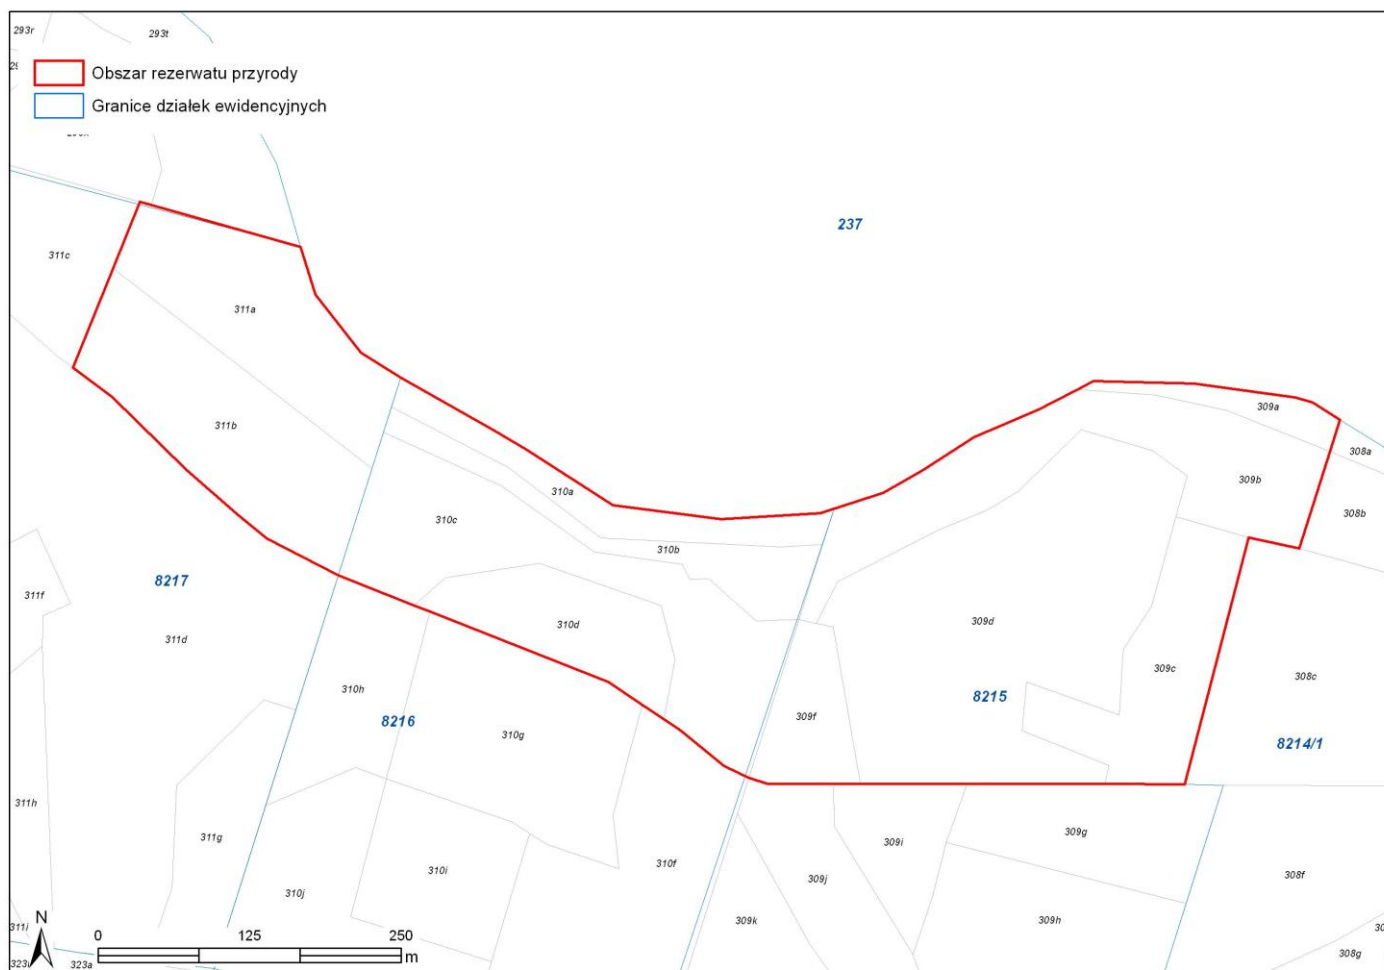 293r
293t
Obszar rezerwatu przyrody
Granice działek ewidencyjnych
237
311c
311a
309a
311b
308a
309b
310a
308b
310c
310b
8217
311f
310d
309d
311d
309c
310h
8215
308c
309f
8216
310g
8214/1
311h
311g
309g
309i
310f
310i
308f
309j
310j
309k
309h
311i
N
0
125
250
m
308g
323a